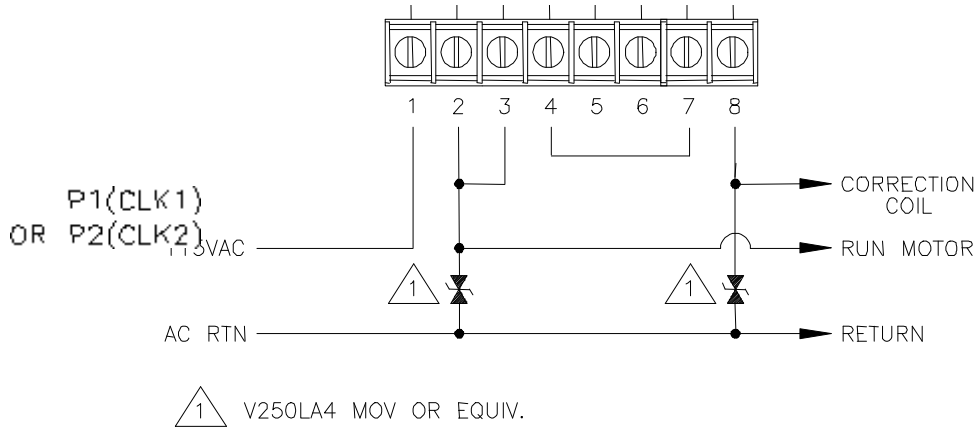 1 2 3 4 5 6 7 8
P1(CLK1)
OR P2(CLK2)
CORRECTION
COIL
RUN MOTOR
1
1
AC RTN
RETURN
1 V250LA4 MOV OR EQUIV.